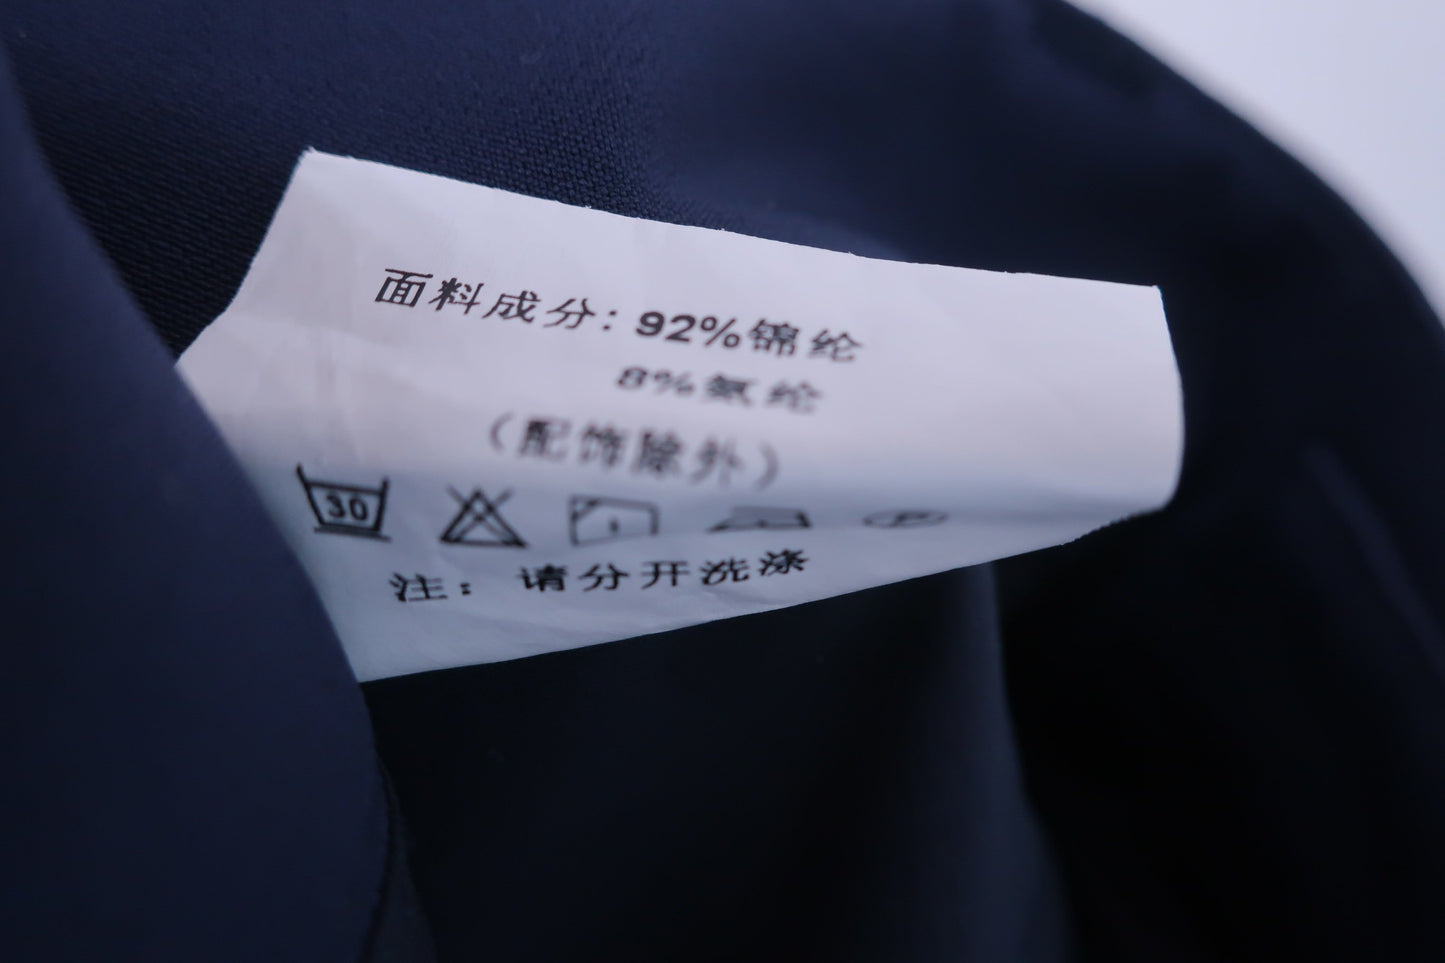 面料成分：92%锦纶
8%氨纶
（配饰除外）
30
P
注：请分开洗涤